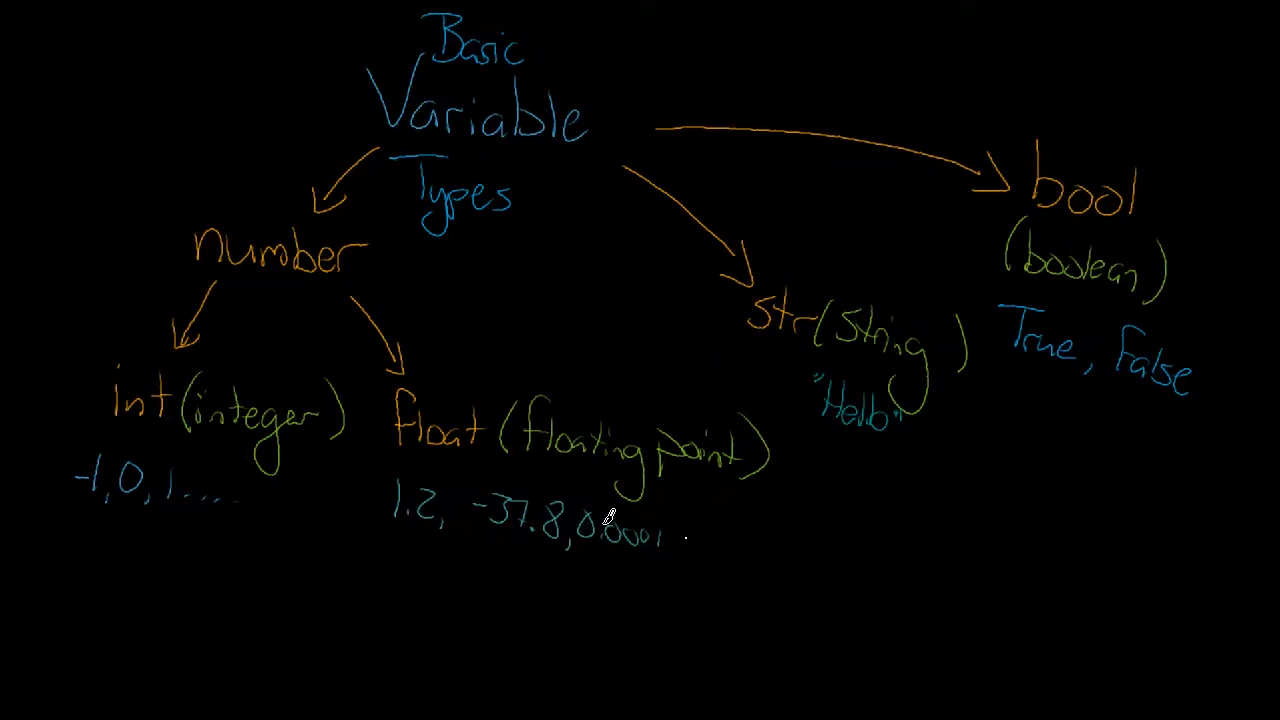 Basic
Variable
Types
number
int (integer)
-1, 0, 1.....
float (floating point)
1.2, -37.8, 0.0001
str (String)
"Hello"
bool
(boolean)
True, False